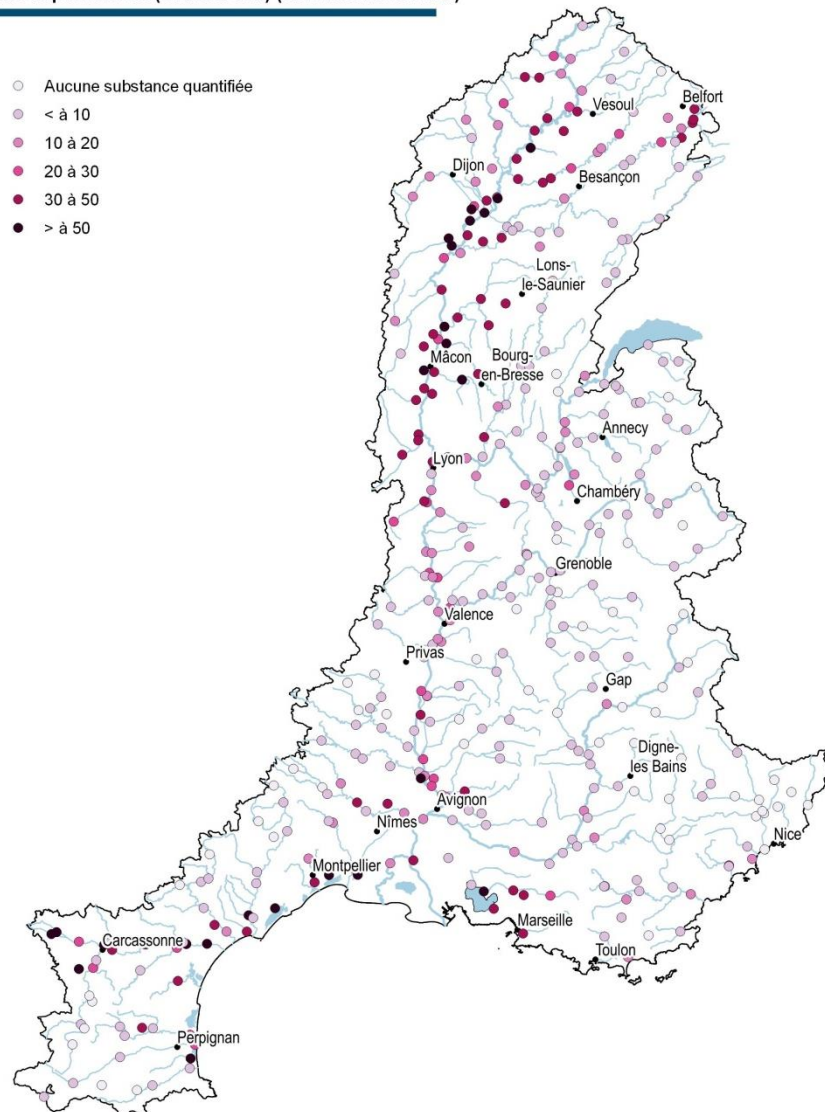 Aucune substance quantifiée
< à 10
10 à 20
20 à 30
30 à 50
> à 50
Vesoul
Belfort
Dijon
Besançon
Lons-
le-Saunier
Mâcon
Bourg-
en-Bresse
Annecy
Lyon
Chambéry
Grenoble
Valence
Privas
Gap
Digne-
les Bains
Avignon
Nîmes
Nice
Montpellier
Marseille
Carcassonne
Toulon
Perpignan